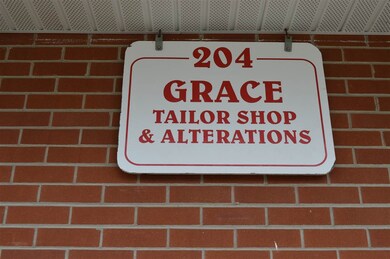 204
GRACE
TAILOR SHOP
& ALTERATIONS